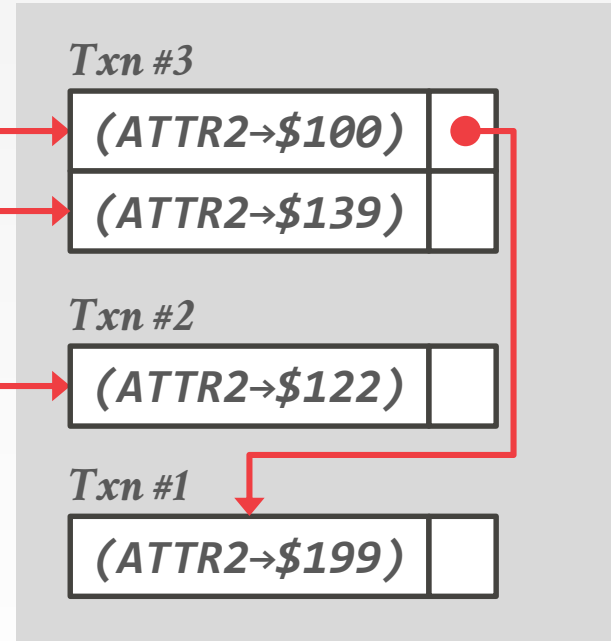 Txn #3
(ATTR2→$100)
(ATTR2→$139)
Txn #2
(ATTR2→$122)
Txn #1
(ATTR2→$199)